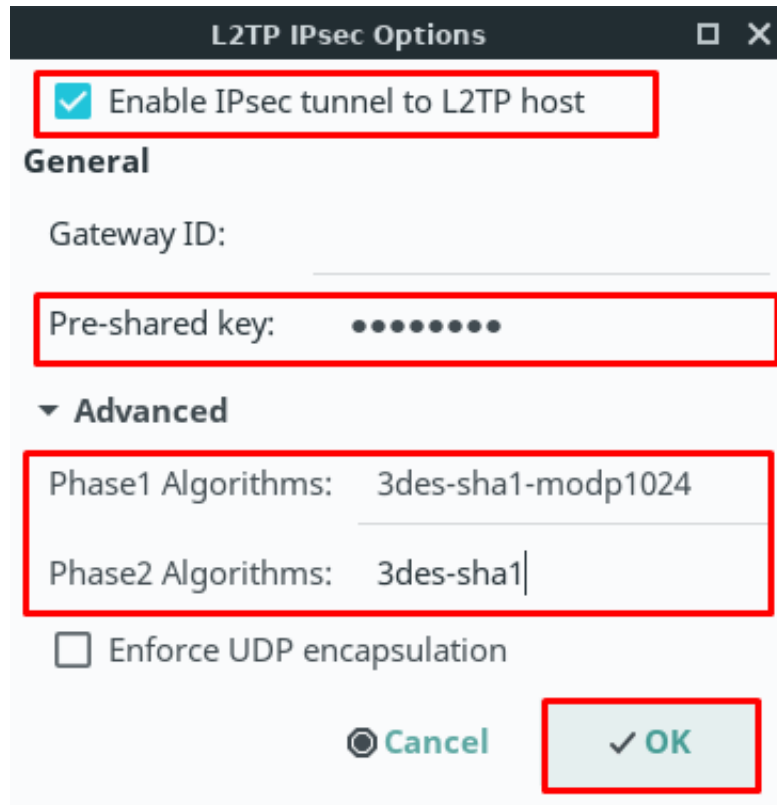 L2TP IPsec Options
Enable IPsec tunnel to L2TP host
General
Gateway ID:
Pre-shared key: ••••••••
Advanced
Phase1 Algorithms: 3des-sha1-modp1024
Phase2 Algorithms: 3des-sha1
Enforce UDP encapsulation
Cancel OK